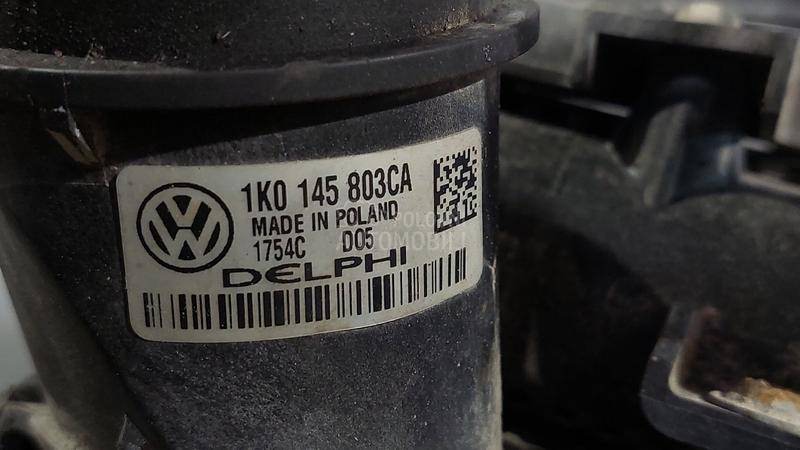 1K0 145 803CA
MADE IN POLAND
1754C D05
DELPHI